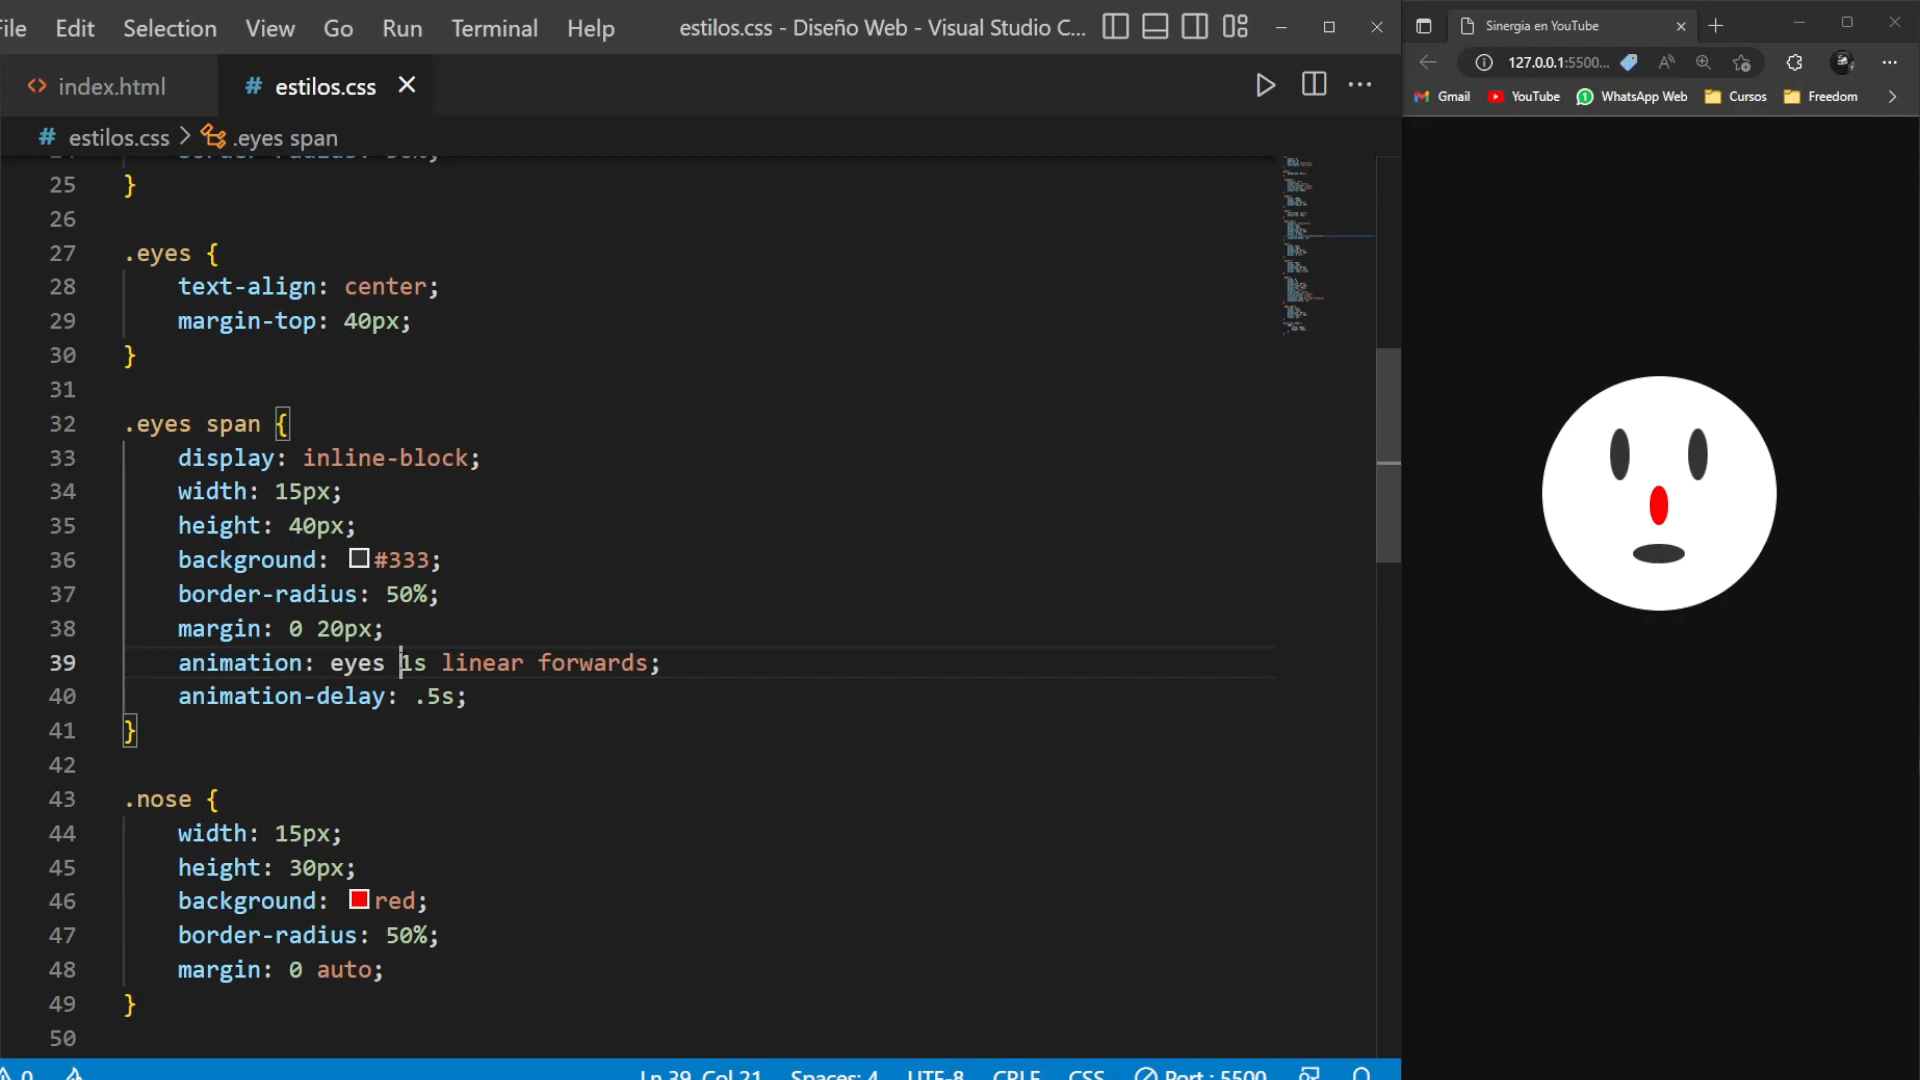 File Edit Selection View Go Run Terminal Help estilos.css - Diseño Web - Visual Studio C...
index.html
estilos.css
estilos.css > .eyes span
25 }
26
27 .eyes {
28 text-align: center;
29 margin-top: 40px;
30 }
31
32 .eyes span {
33 display: inline-block;
34 width: 15px;
35 height: 40px;
36 background: #333;
37 border-radius: 50%;
38 margin: 0 20px;
39 animation: eyes 1s linear forwards;
40 animation-delay: .5s;
41 }
42
43 .nose {
44 width: 15px;
45 height: 30px;
46 background: red;
47 border-radius: 50%;
48 margin: 0 auto;
49 }
50
0 Ln 39, Col 21 Spaces: 4 UTF-8 CRLF CSS Port : 5500
Sinergia en YouTube
127.0.0.1:5500...
Gmail YouTube WhatsApp Web Cursos Freedom